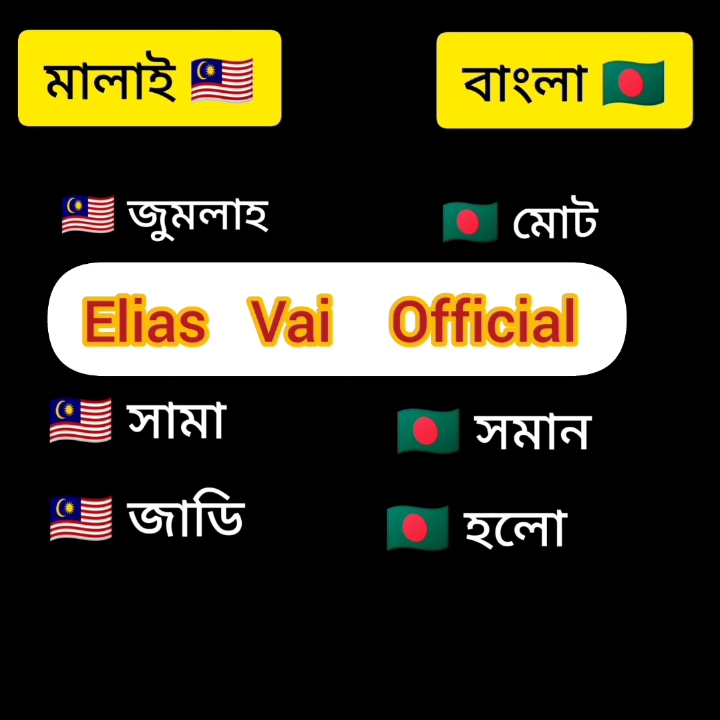 মালাই 🇲🇾 বাংলা 🇧🇩
🇲🇾 জুমলাহ 🇧🇩 মোট
Elias Vai Official
🇲🇾 সামা 🇧🇩 সমান
🇲🇾 জাডি 🇧🇩 হলো